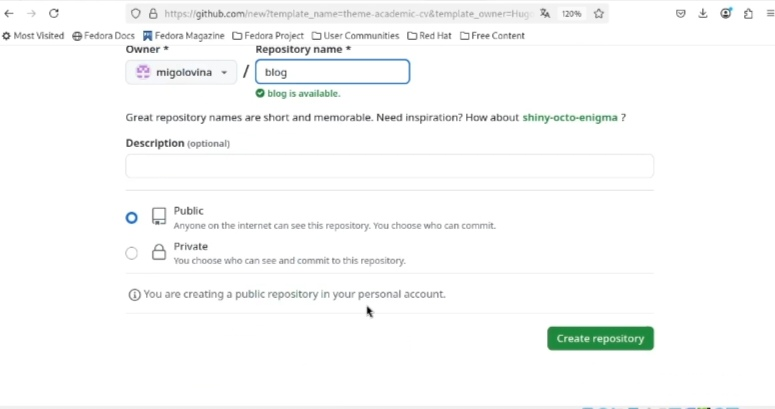 https://github.com/new?template_name=theme-academic-cv&template_owner=Hug
120%
Most Visited Fedora Docs Fedora Magazine Fedora Project User Communities Red Hat Free Content
Owner * Repository name *
migolovina / blog
blog is available.
Great repository names are short and memorable. Need inspiration? How about shiny-octo-enigma ?
Description (optional)
Public
Anyone on the internet can see this repository. You choose who can commit.
Private
You choose who can see and commit to this repository.
You are creating a public repository in your personal account.
Create repository